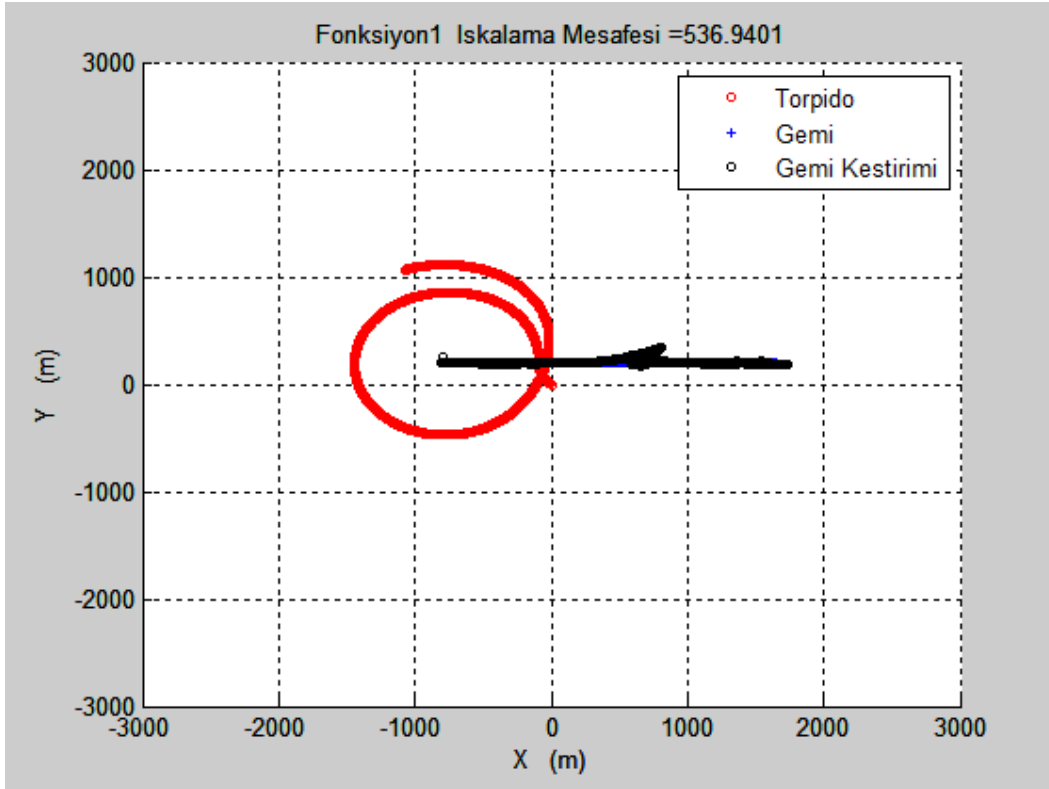 Fonksiyon1 Iskalama Mesafesi =536.9401
3000
2000
1000
0
-1000
-2000
-3000
Y (m)
Torpido
Gemi
Gemi Kestirimi
-3000 -2000 -1000 0 1000 2000 3000
X (m)